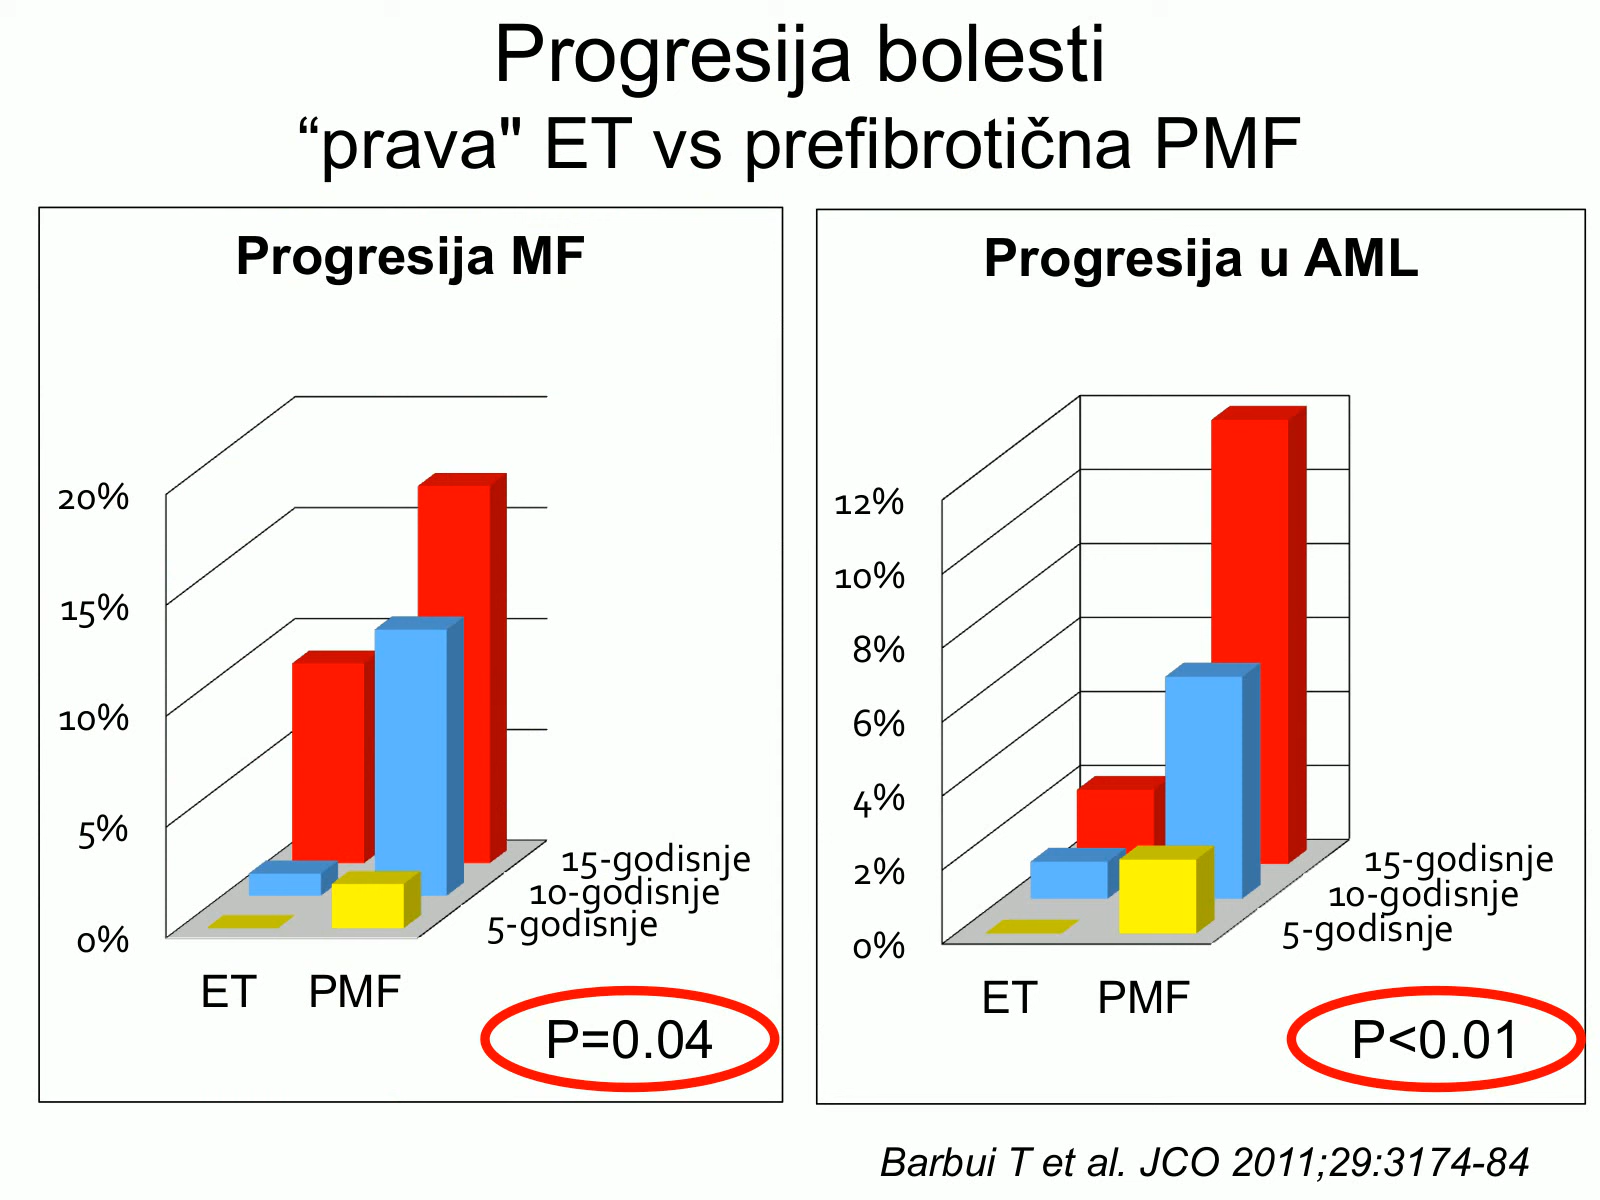 Progresija bolesti
“prava" ET vs prefibrotična PMF
Progresija MF
20%
15%
10%
5%
0%
15-godisnje
10-godisnje
5-godisnje
ET PMF
P=0.04
Progresija u AML
12%
10%
8%
6%
4%
2%
0%
15-godisnje
10-godisnje
5-godisnje
ET PMF
P<0.01
Barbui T et al. JCO 2011;29:3174-84